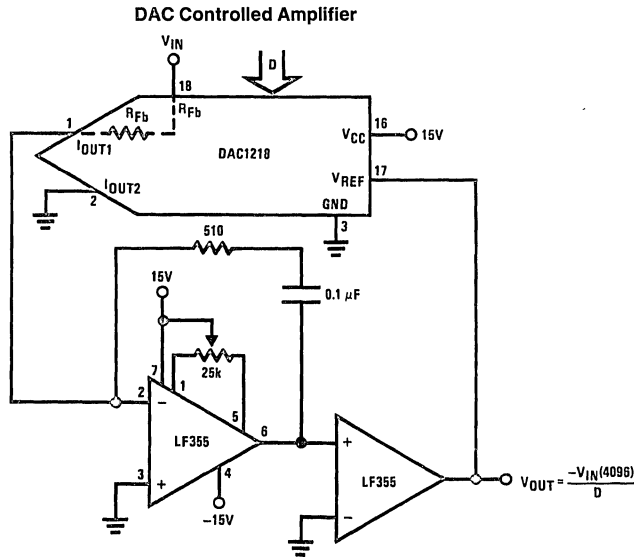 DAC Controlled Amplifier
VIN
D
18
RFb
RFb
1
IOUT1
DAC1218
16
VCC
15V
17
VREF
IOUT2
2
GND
3
510
15V
0.1 μF
25k
7
1
2
−
5
6
LF355
3
+
4
−15V
+
LF355
−
VOUT = −VIN(4096)
D